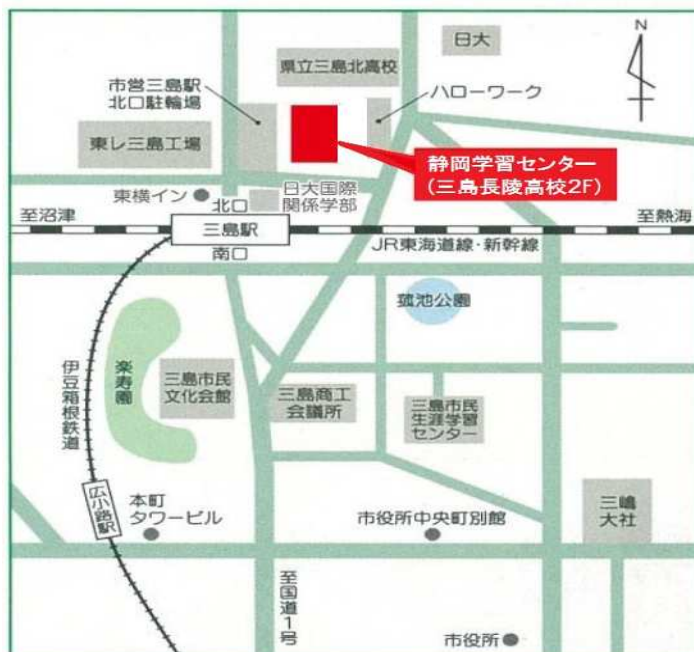 日大
N
県立三島北高校
市営三島駅
北口駐輪場
ハローワーク
東レ三島工場
静岡学習センター
(三島長陵高校2F)
日大国際
関係学部
東横イン
北口
至沼津
至熱海
三島駅
JR東海道線・新幹線
南口
菰池公園
伊豆箱根鉄道
楽寿園
三島市民
文化会館
三島商工
会議所
三島市民
生涯学習
センター
広小路駅
本町
タワービル
市役所中央町別館
三嶋
大社
至国道1号
市役所